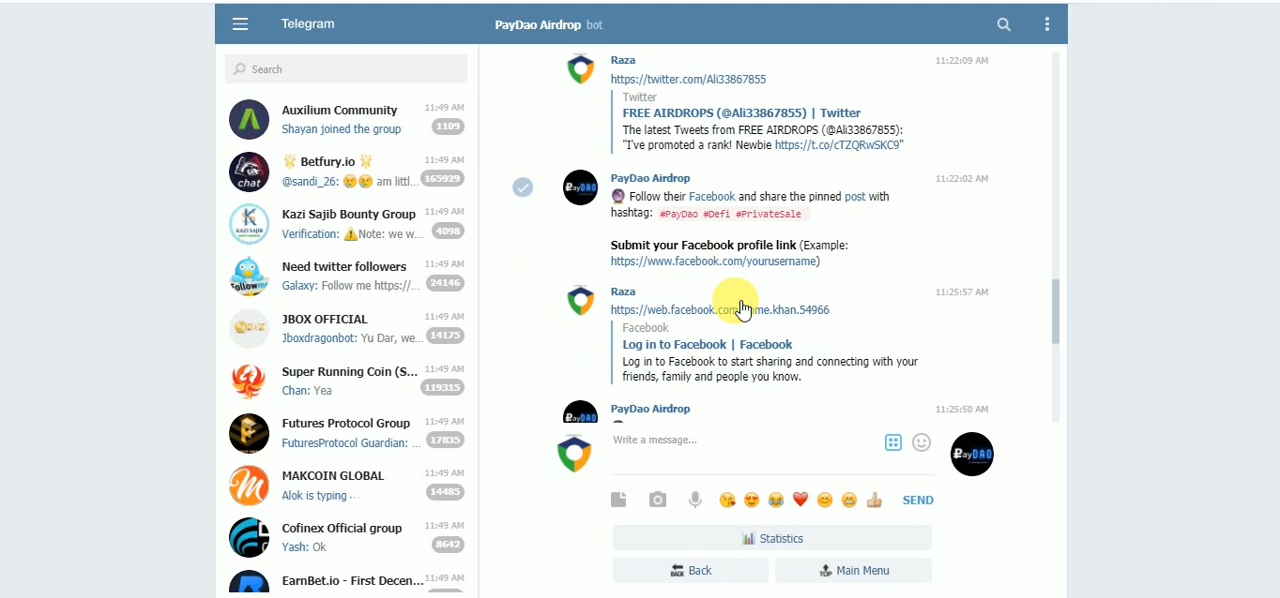 Telegram
PayDao Airdrop bot
Search
Auxilium Community 11:49 AM
Shayan joined the group 1109
Betfury.io 11:49 AM
chat
@sandi_26: 😢😢 am littl... 165929
Kazi Sajib Bounty Group 11:49 AM
KAZI SAJIB
Verification: ⚠Note: we w... 4098
Need twitter followers 11:49 AM
Galaxy: Follow me https:/... 24146
JBOX OFFICIAL 11:49 AM
Jboxdragonbot: Yu Dar, we... 14175
Super Running Coin (S... 11:49 AM
Chan: Yea 119315
Futures Protocol Group 11:49 AM
FuturesProtocol Guardian: ... 17835
MAKCOIN GLOBAL 11:49 AM
Alok is typing 14485
Cofinex Official group 11:49 AM
Yash: Ok 8642
EarnBet.io - First Decen... 11:49 AM
Raza 11:22:09 AM
https://twitter.com/Ali33867855
Twitter
FREE AIRDROPS (@Ali33867855) | Twitter
The latest Tweets from FREE AIRDROPS (@Ali33867855):
"I've promoted a rank! Newbie https://t.co/cTZQRwSKC9"
PayDao Airdrop 11:22:02 AM
PayDAO
🔮 Follow their Facebook and share the pinned post with
hashtag: #PayDao #Defi #PrivateSale
Submit your Facebook profile link (Example:
https://www.facebook.com/yourusername)
Raza 11:25:57 AM
https://web.facebook.com me.khan.54966
Facebook
Log in to Facebook | Facebook
Log in to Facebook to start sharing and connecting with your
friends, family and people you know.
PayDao Airdrop 11:25:50 AM
PayDAO
Write a message...
PayDAO
SEND
Statistics
BACK Back
TOP Main Menu